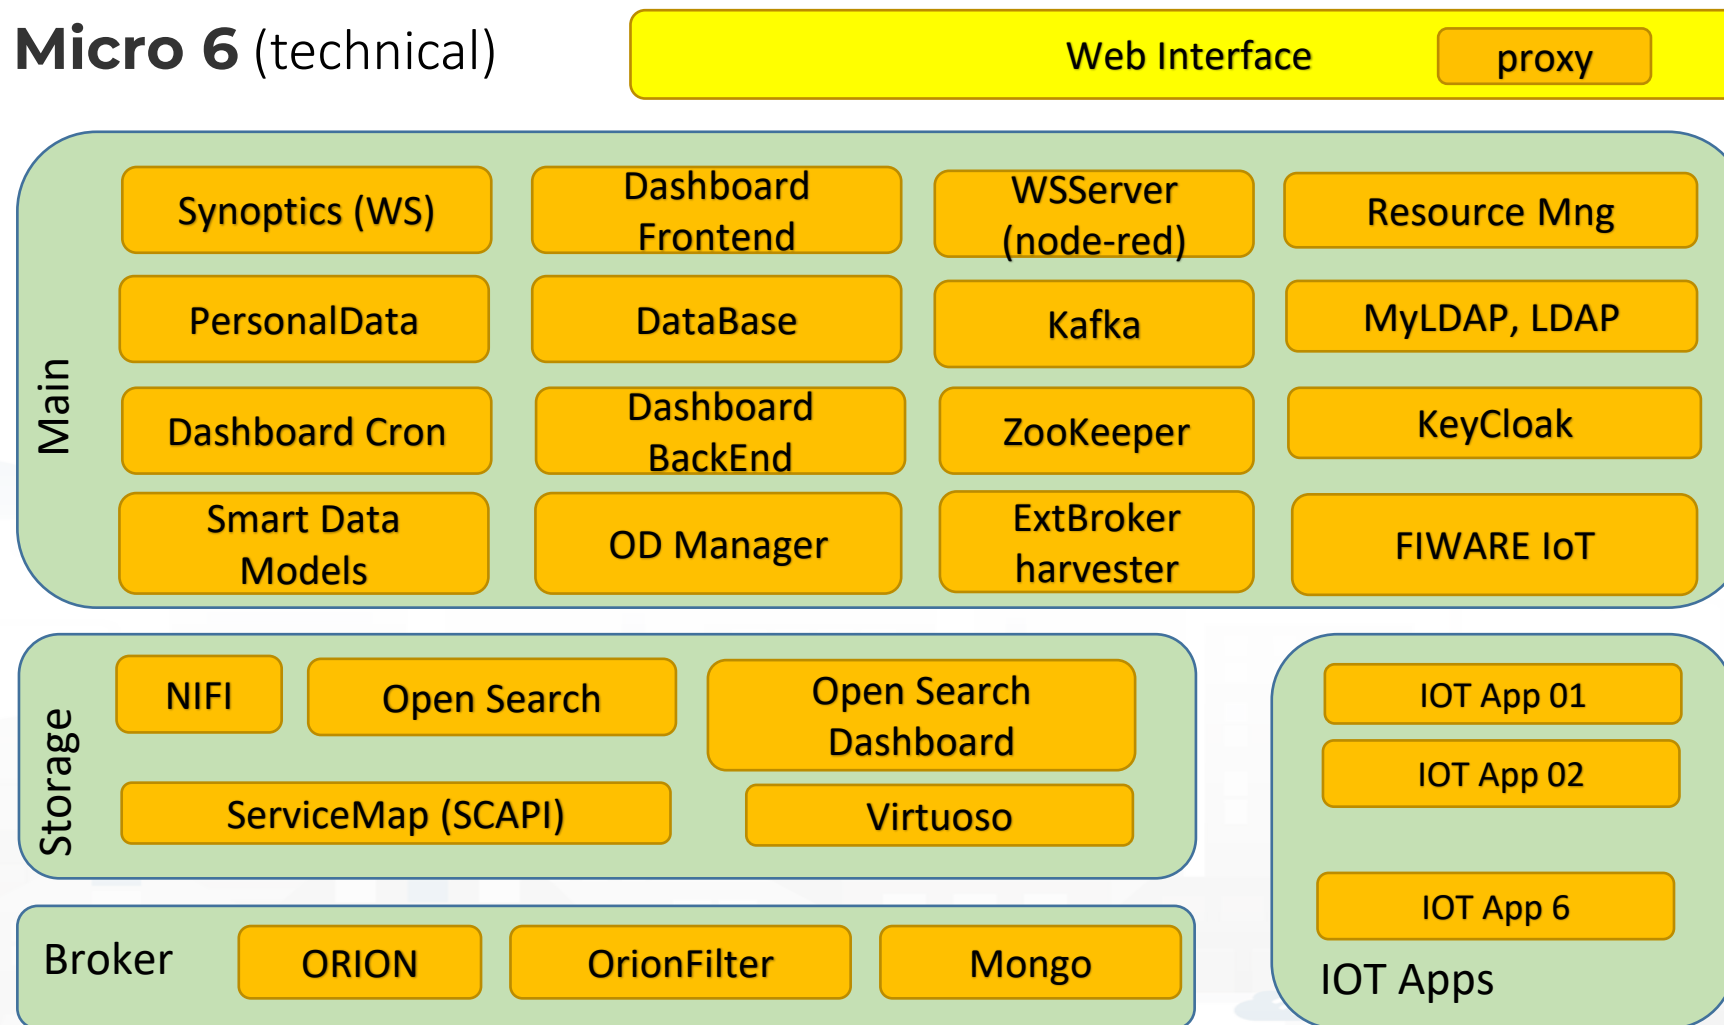 Micro 6 (technical)
Web Interface
proxy
Main
Synoptics (WS)
Dashboard
Frontend
WSServer
(node-red)
Resource Mng
PersonalData
DataBase
Kafka
MyLDAP, LDAP
Dashboard Cron
Dashboard
BackEnd
ZooKeeper
KeyCloak
Smart Data
Models
OD Manager
ExtBroker
harvester
FIWARE IoT
Storage
NIFI
Open Search
Open Search
Dashboard
ServiceMap (SCAPI)
Virtuoso
IOT App 01
IOT App 02
IOT App 6
IOT Apps
Broker
ORION
OrionFilter
Mongo